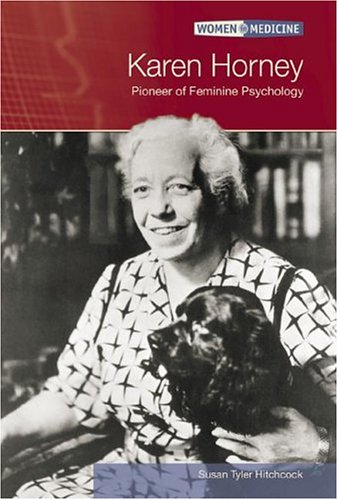 WOMEN in MEDICINE
Karen Horney
Pioneer of Feminine Psychology
Susan Tyler Hitchcock